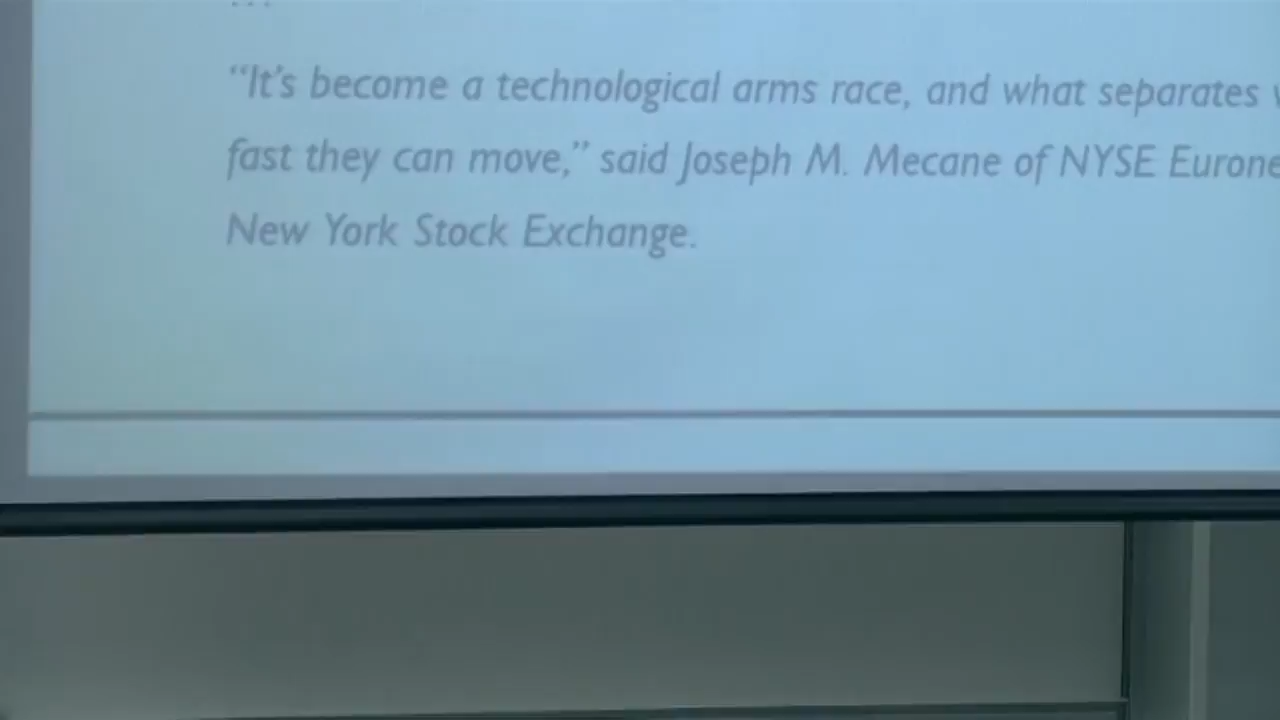 ...
“It’s become a technological arms race, and what separates
fast they can move,” said Joseph M. Mecane of NYSE
New York Stock Exchange.